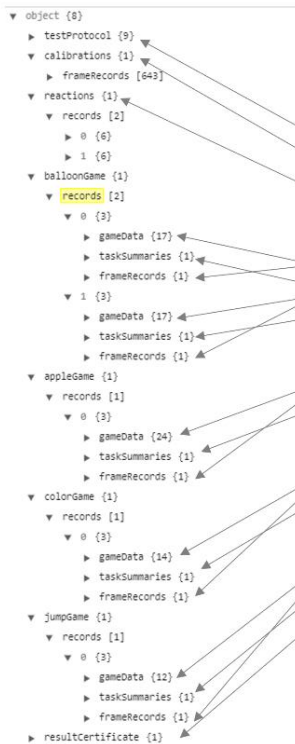 object {8}
testProtocol {9}
calibrations {1}
frameRecords [643]
reactions {1}
records [2]
0 {6}
1 {6}
balloonGame {1}
records [2]
0 {3}
gameData {17}
taskSummaries {1}
frameRecords {1}
1 {3}
gameData {17}
taskSummaries {1}
frameRecords {1}
appleGame {1}
records [1]
0 {3}
gameData {24}
taskSummaries {1}
frameRecords {1}
colorGame {1}
records [1]
0 {3}
gameData {14}
taskSummaries {1}
frameRecords {1}
jumpGame {1}
records [1]
0 {3}
gameData {12}
taskSummaries {1}
frameRecords {1}
resultCertificate {1}